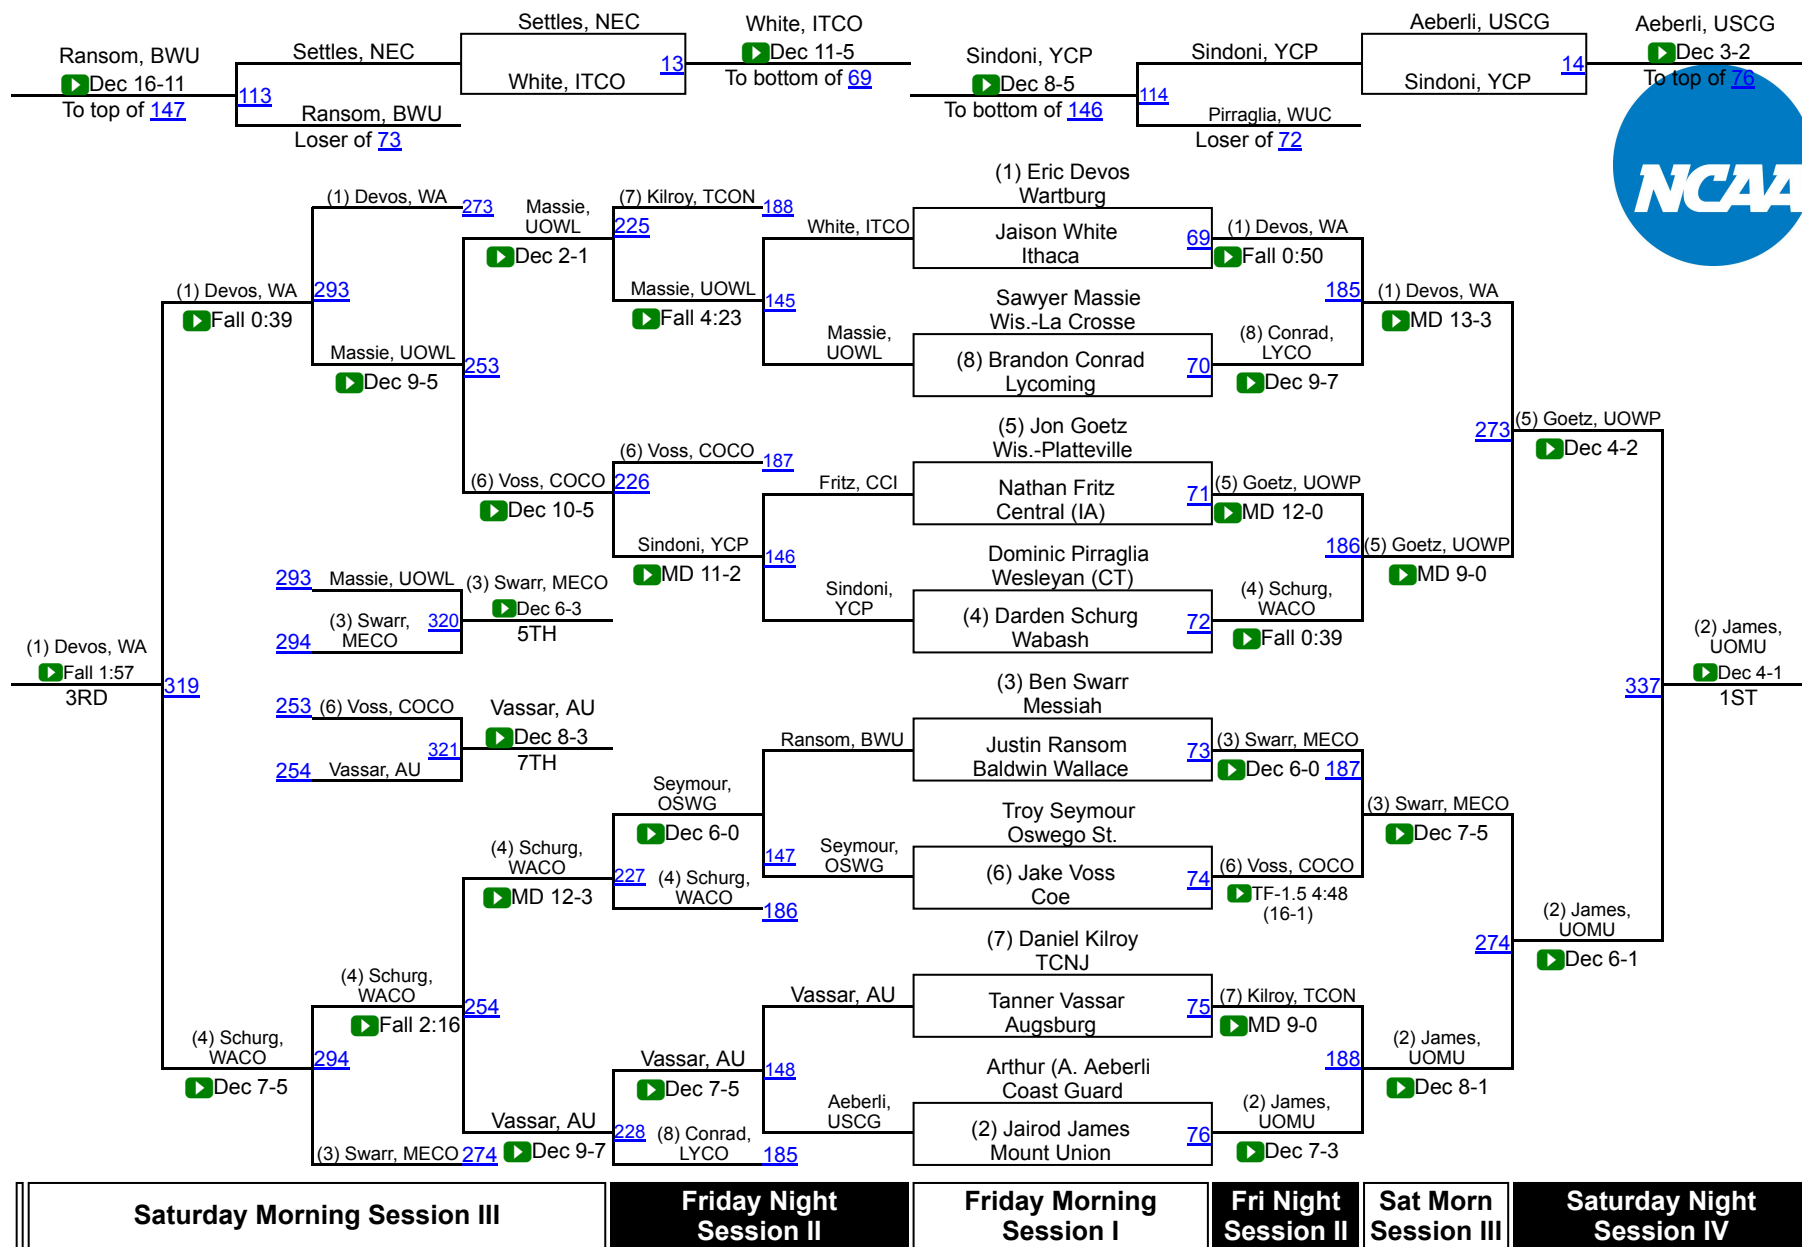 Settles, NEC
White, ITCO
Aeberli, USCG
Aeberli, USCG
Ransom, BWU
Settles, NEC
Dec 11-5
Sindoni, YCP
Sindoni, YCP
Dec 3-2
Dec 16-11
White, ITCO
13
To bottom of 69
Dec 8-5
Sindoni, YCP
14
To top of 76
To top of 147
113
Ransom, BWU
To bottom of 146
114
Pirraglia, WUC
Loser of 73
Loser of 72
NCAA
(1) Eric Devos
Wartburg
Jaison White
Ithaca
69
Sawyer Massie
Wis.-La Crosse
(8) Brandon Conrad
Lycoming
70
(5) Jon Goetz
Wis.-Platteville
Nathan Fritz
Central (IA)
71
Dominic Pirraglia
Wesleyan (CT)
(4) Darden Schurg
Wabash
72
(3) Ben Swarr
Messiah
Justin Ransom
Baldwin Wallace
73
Troy Seymour
Oswego St.
(6) Jake Voss
Coe
74
(7) Daniel Kilroy
TCNJ
Tanner Vassar
Augsburg
75
Arthur (A. Aeberli
Coast Guard
(2) Jairod James
Mount Union
76
(1) Devos, WA
Fall 0:50
185
(8) Conrad,
LYCO
Dec 9-7
(5) Goetz, UOWP
MD 12-0
186
(4) Schurg,
WACO
Fall 0:39
(3) Swarr, MECO
Dec 6-0
187
(6) Voss, COCO
TF-1.5 4:48
(16-1)
(7) Kilroy, TCON
MD 9-0
188
(2) James,
UOMU
Dec 7-3
(1) Devos, WA
MD 13-3
273
(5) Goetz, UOWP
MD 9-0
(3) Swarr, MECO
Dec 7-5
274
(2) James,
UOMU
Dec 8-1
(5) Goetz, UOWP
Dec 4-2
337
(2) James,
UOMU
Dec 6-1
(2) James,
UOMU
Dec 4-1
1ST
White, ITCO
145
Massie,
UOWL
Fritz, CCI
146
Sindoni,
YCP
Ransom, BWU
147
Seymour,
OSWG
Vassar, AU
148
Aeberli,
USCG
(7) Kilroy, TCON
188
225
Massie, UOWL
Fall 4:23
(6) Voss, COCO
187
226
Sindoni, YCP
MD 11-2
Seymour,
OSWG
Dec 6-0
227
(4) Schurg,
WACO
186
Vassar, AU
Dec 7-5
228
(8) Conrad,
LYCO
185
Massie,
UOWL
Dec 2-1
253
(6) Voss, COCO
Dec 10-5
(4) Schurg,
WACO
MD 12-3
254
Vassar, AU
Dec 9-7
(1) Devos, WA
273
293
Massie, UOWL
Dec 9-5
(4) Schurg,
WACO
Fall 2:16
294
(3) Swarr, MECO
274
(1) Devos, WA
Fall 0:39
319
(4) Schurg,
WACO
Dec 7-5
(1) Devos, WA
Fall 1:57
3RD
293
Massie, UOWL
(3) Swarr, MECO
Dec 6-3
5TH
(3) Swarr,
MECO
320
294
253
(6) Voss, COCO
Vassar, AU
Dec 8-3
7TH
321
254
Vassar, AU
Saturday Morning Session III
Friday Night
Session II
Friday Morning
Session I
Fri Night
Session II
Sat Morn
Session III
Saturday Night
Session IV